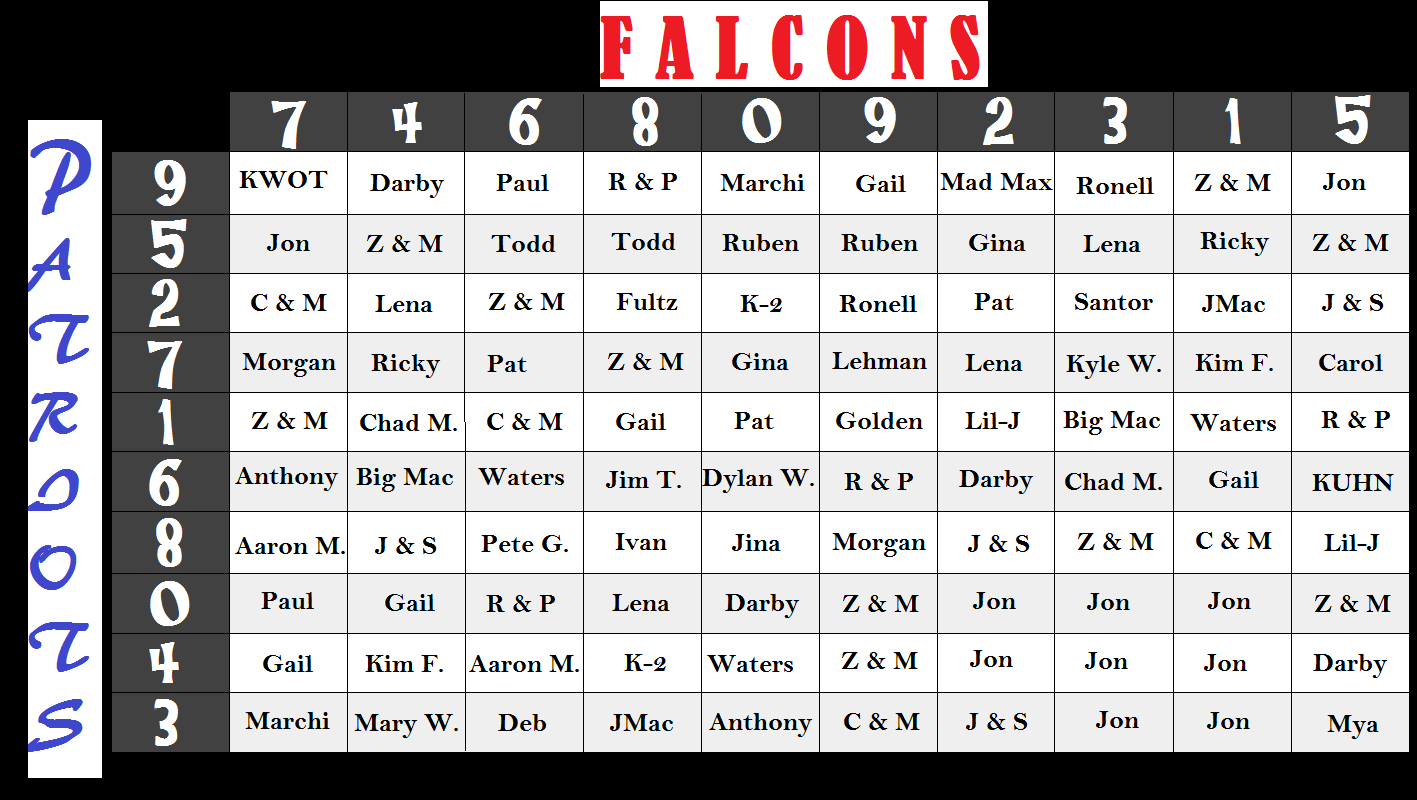 FALCONS
PATRIOTS
7 4 6 8 0 9 2 3 1 5
9 KWOT Darby Paul R & P Marchi Gail Mad Max Ronell Z & M Jon
5 Jon Z & M Todd Todd Ruben Ruben Gina Lena Ricky Z & M
2 C & M Lena Z & M Fultz K-2 Ronell Pat Santor JMac J & S
7 Morgan Ricky Pat Z & M Gina Lehman Lena Kyle W. Kim F. Carol
1 Z & M Chad M. C & M Gail Pat Golden Lil-J Big Mac Waters R & P
6 Anthony Big Mac Waters Jim T. Dylan W. R & P Darby Chad M. Gail KUHN
8 Aaron M. J & S Pete G. Ivan Jina Morgan J & S Z & M C & M Lil-J
0 Paul Gail R & P Lena Darby Z & M Jon Jon Jon Z & M
4 Gail Kim F. Aaron M. K-2 Waters Z & M Jon Jon Jon Darby
3 Marchi Mary W. Deb JMac Anthony C & M J & S Jon Jon Mya